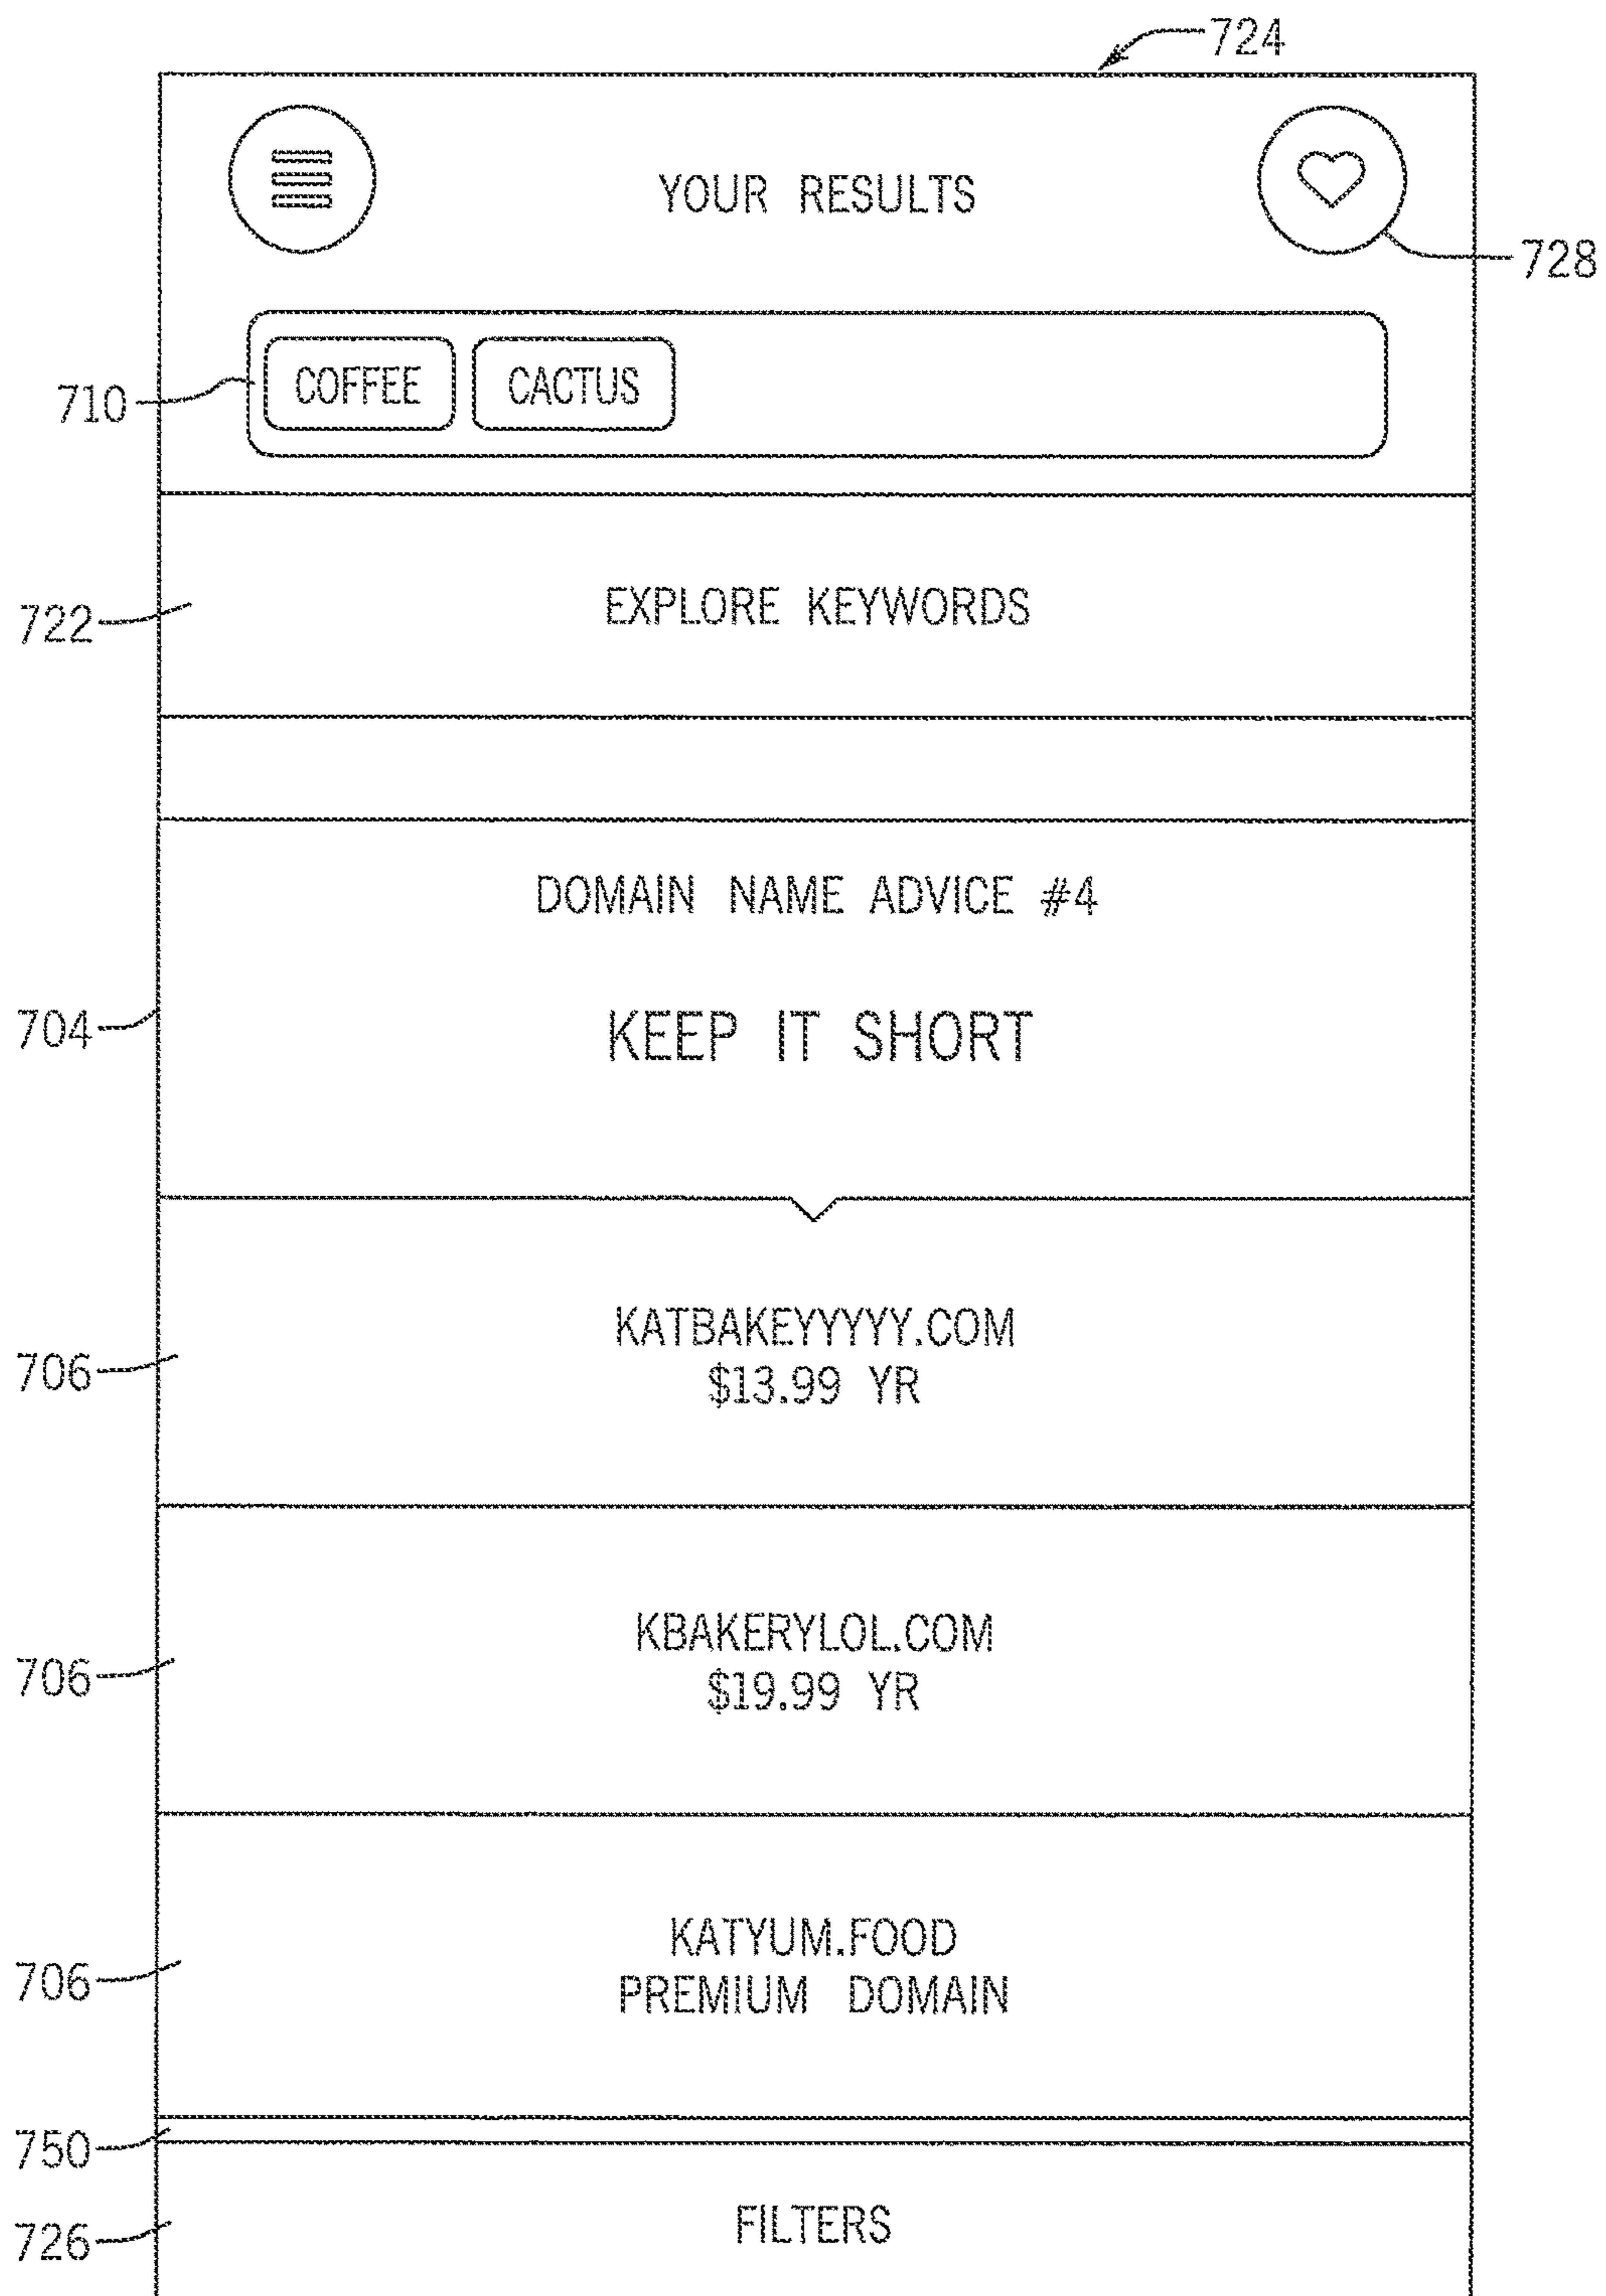 724
YOUR RESULTS
728
710
COFFEE CACTUS
722
EXPLORE KEYWORDS
DOMAIN NAME ADVICE #4
704
KEEP IT SHORT
KATBAKEYYYYY.COM
706
$13.99 YR
KBAKERYLOL.COM
706
$19.99 YR
KATYUM.FOOD
706
PREMIUM DOMAIN
750
726
FILTERS